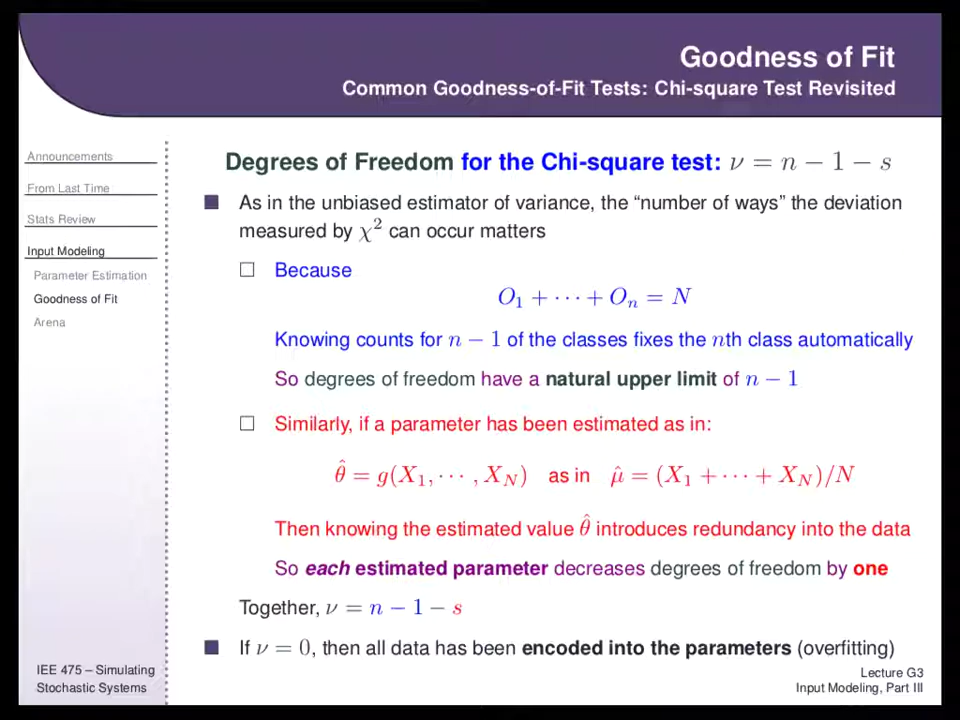 Goodness of Fit
Common Goodness-of-Fit Tests: Chi-square Test Revisited
Announcements
From Last Time
Stats Review
Input Modeling
Parameter Estimation
Goodness of Fit
Arena
Degrees of Freedom for the Chi-square test: ν = n − 1 − s
As in the unbiased estimator of variance, the “number of ways” the deviation
measured by χ² can occur matters
Because
O₁ + ··· + Oₙ = N
Knowing counts for n − 1 of the classes fixes the nth class automatically
So degrees of freedom have a natural upper limit of n − 1
Similarly, if a parameter has been estimated as in:
θ̂ = g(X₁, ··· , X_N) as in μ̂ = (X₁ + ··· + X_N)/N
Then knowing the estimated value θ̂ introduces redundancy into the data
So each estimated parameter decreases degrees of freedom by one
Together, ν = n − 1 − s
If ν = 0, then all data has been encoded into the parameters (overfitting)
IEE 475 – Simulating
Stochastic Systems
Lecture G3
Input Modeling, Part III